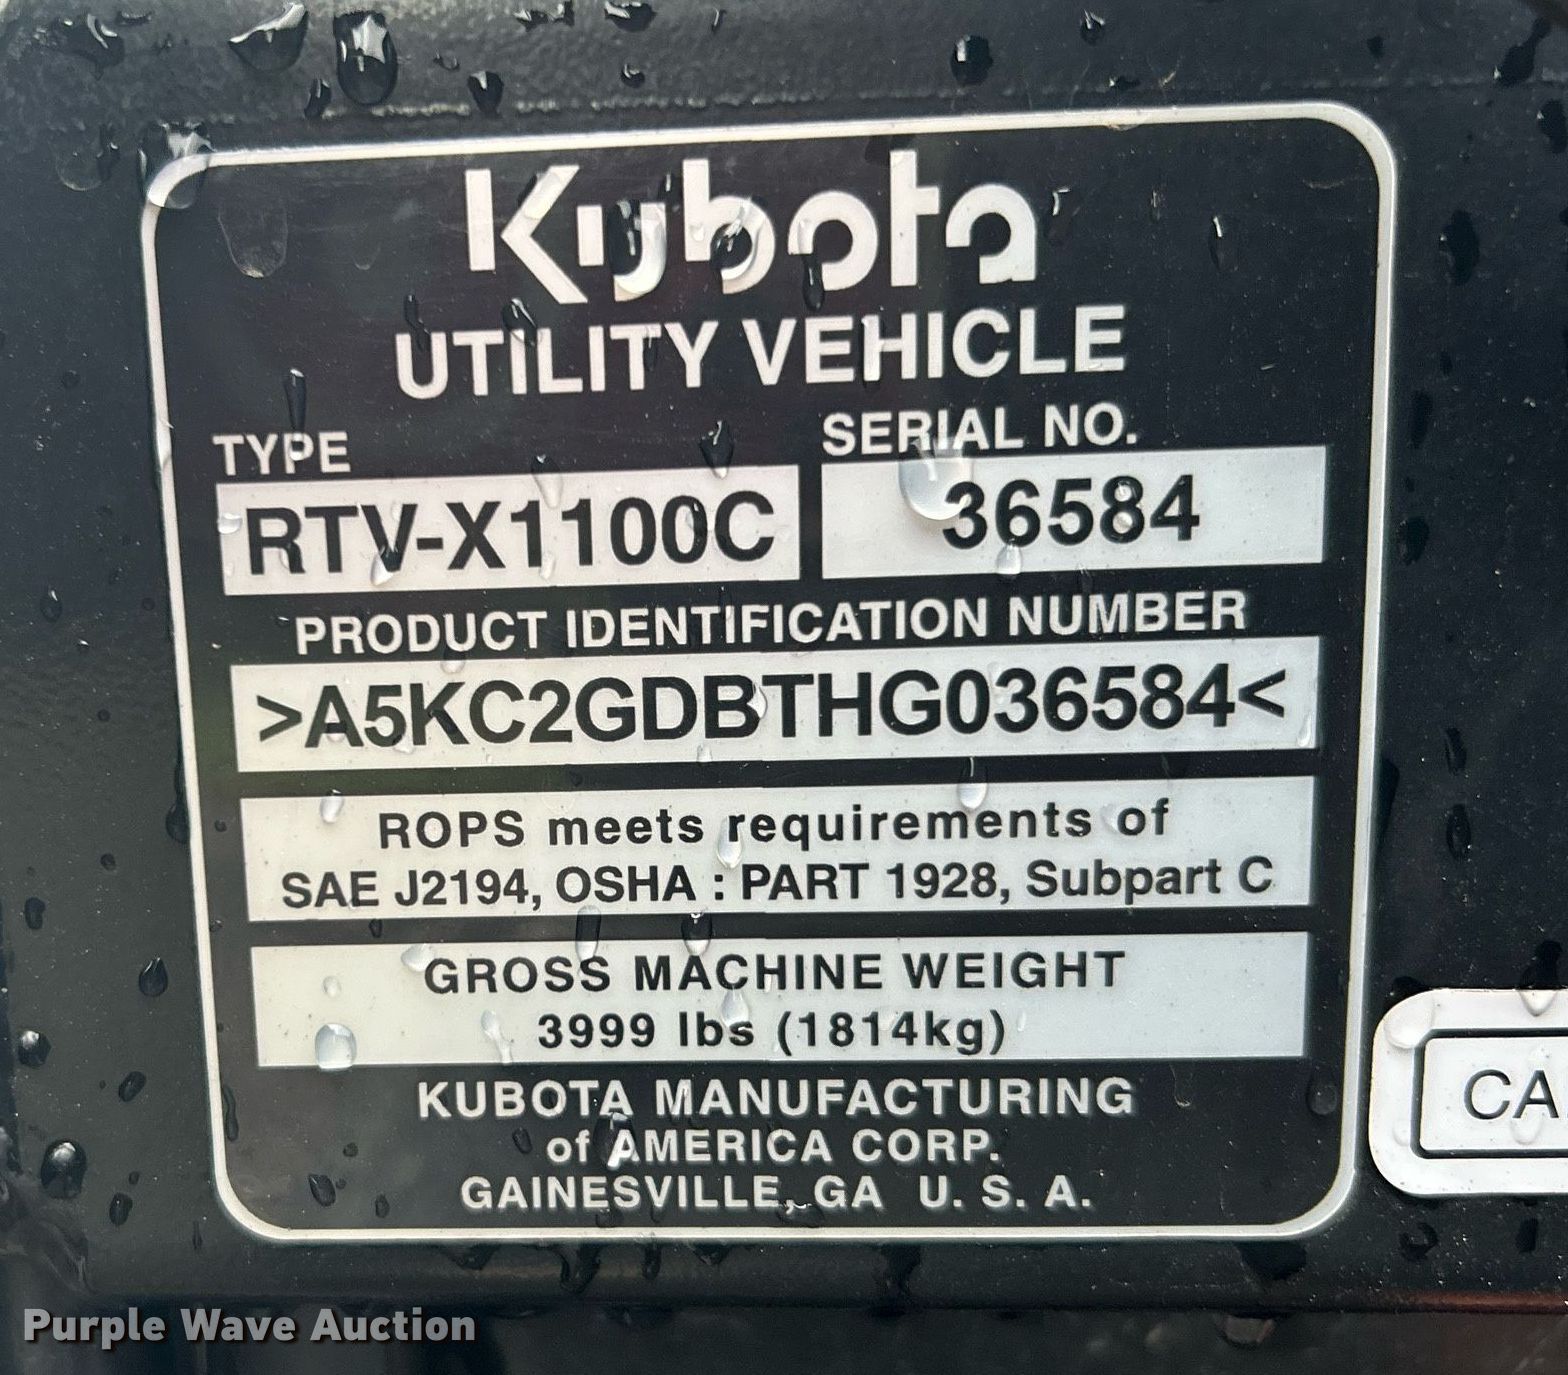 Kubota
UTILITY VEHICLE
TYPE
SERIAL NO.
RTV-X1100C
36584
PRODUCT IDENTIFICATION NUMBER
>A5KC2GDBTHG036584<
ROPS meets requirements of
SAE J2194, OSHA : PART 1928, Subpart C
GROSS MACHINE WEIGHT
3999 lbs (1814kg)
KUBOTA MANUFACTURING
of AMERICA CORP.
GAINESVILLE, GA U. S. A.
CA
Purple Wave Auction